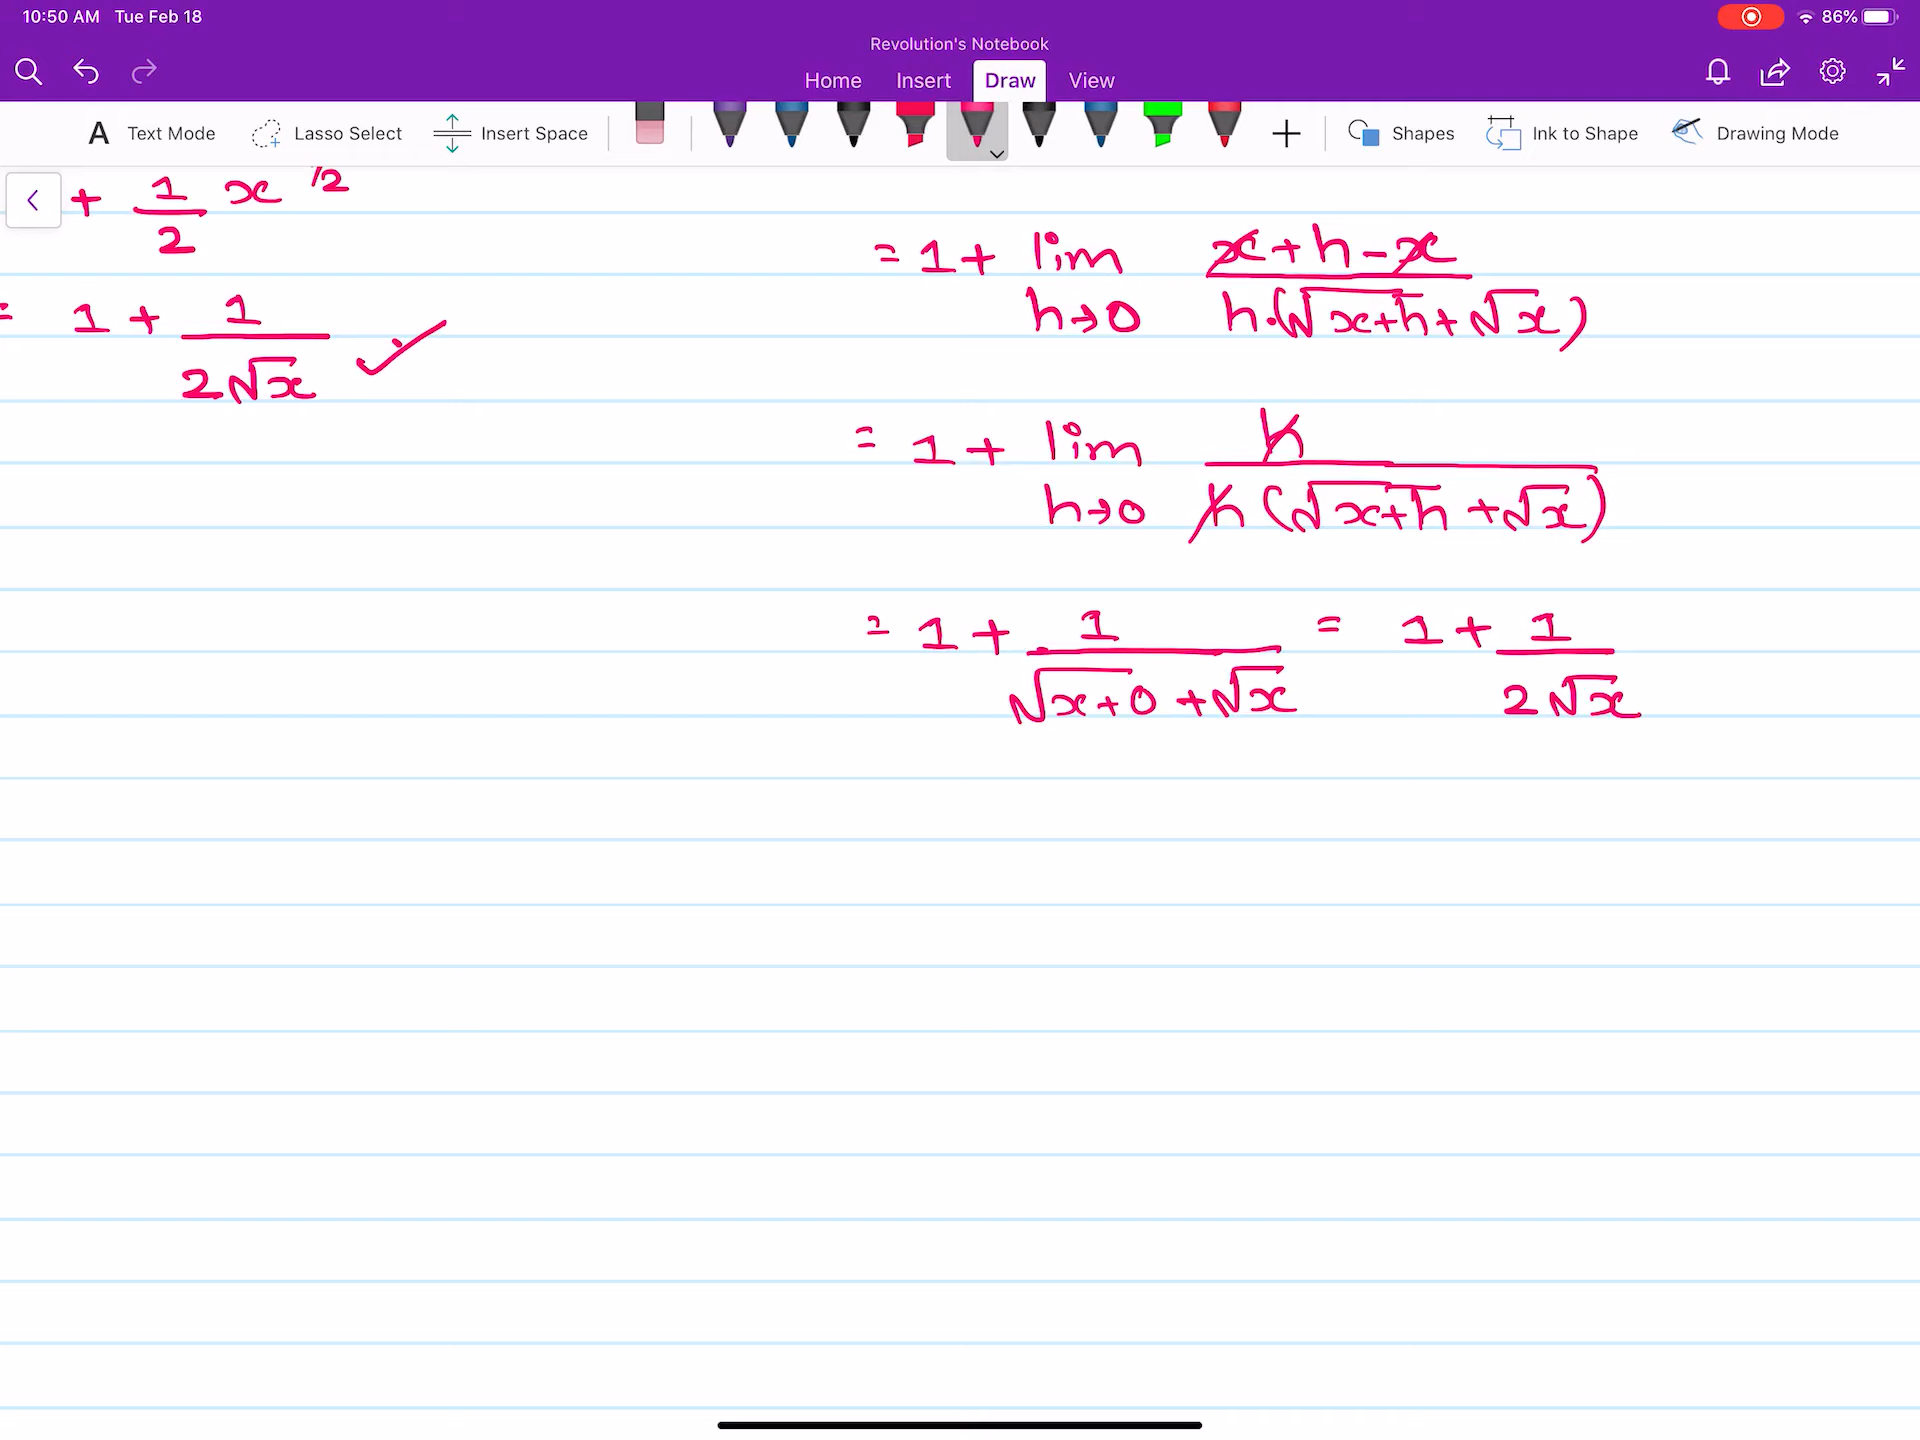 10:50 AM Tue Feb 18
86%
Revolution's Notebook
Home Insert Draw View
A Text Mode Lasso Select Insert Space Shapes Ink to Shape Drawing Mode
+ 1/2 x^1/2
= 1 + 1/(2√x) ✓
= 1 + lim h→0 (x+h-x)/(h·(√(x+h)+√x))
= 1 + lim h→0 h/(h(√(x+h)+√x))
= 1 + 1/(√(x+0)+√x) = 1 + 1/(2√x)